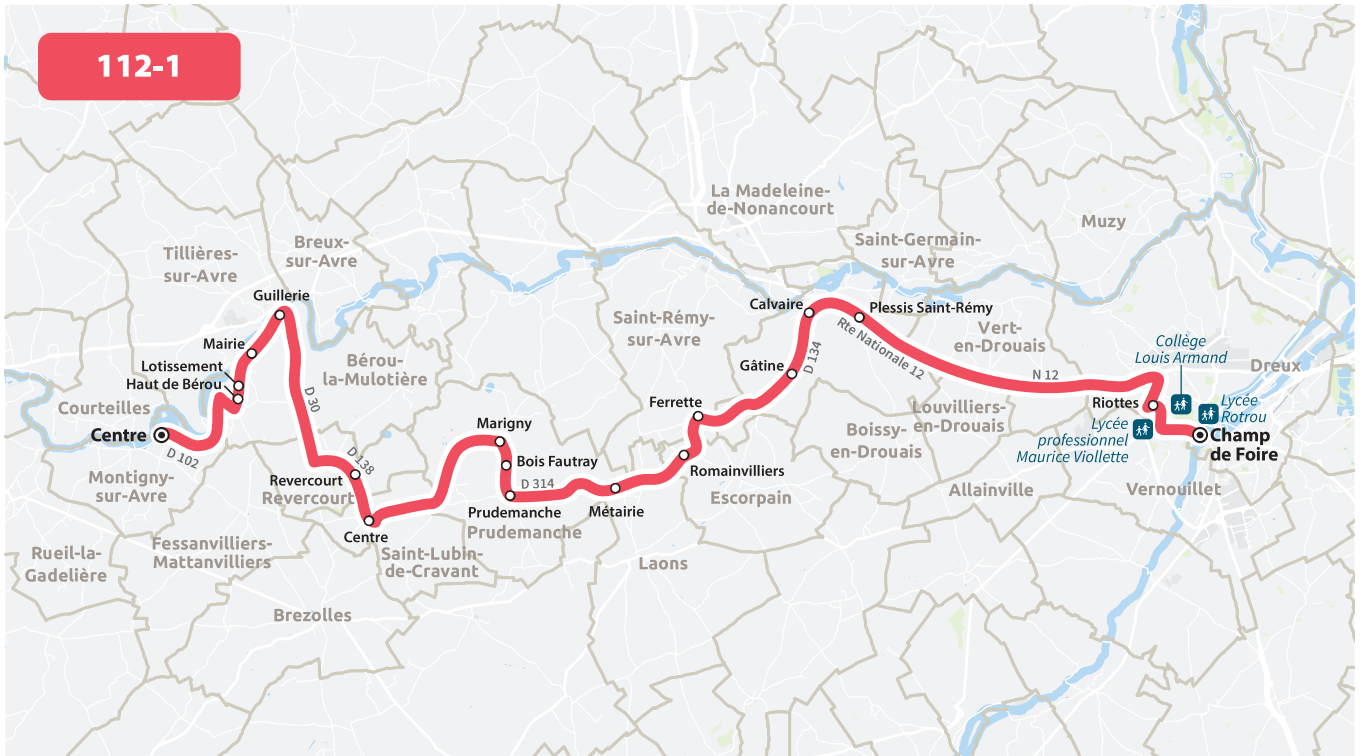 112-1
La Madeleine-
de-Nonancourt
Muzy
Tillières-
sur-Avre
Breux-
sur-Avre
Saint-Germain-
sur-Avre
Guillerie
Calvaire
Plessis Saint-Rémy
Saint-Rémy-
sur-Avre
Rte Nationale 12
Vert-
en-Drouais
Mairie
Collège
Louis Armand
Lotissement
Haut de Bérou
Bérou-
la-Mulotière
Gâtine
D 134
N 12
Dreux
D 30
Courteilles
Ferrette
Riottes
Lycée
Rotrou
Louvilliers-
en-Drouais
Centre
Marigny
Boissy-
en-Drouais
Lycée
professionnel
Maurice Viollette
Champ
de Foire
D 102
D 138
Bois Fautray
Romainvilliers
Montigny-
sur-Avre
Revercourt
Revercourt
D 314
Escorpain
Allainville
Vernouillet
Prudemanche
Métairie
Prudemanche
Centre
Rueil-la-
Gadelière
Fessanvilliers-
Mattanvilliers
Saint-Lubin-
de-Cravant
Laons
Brezolles